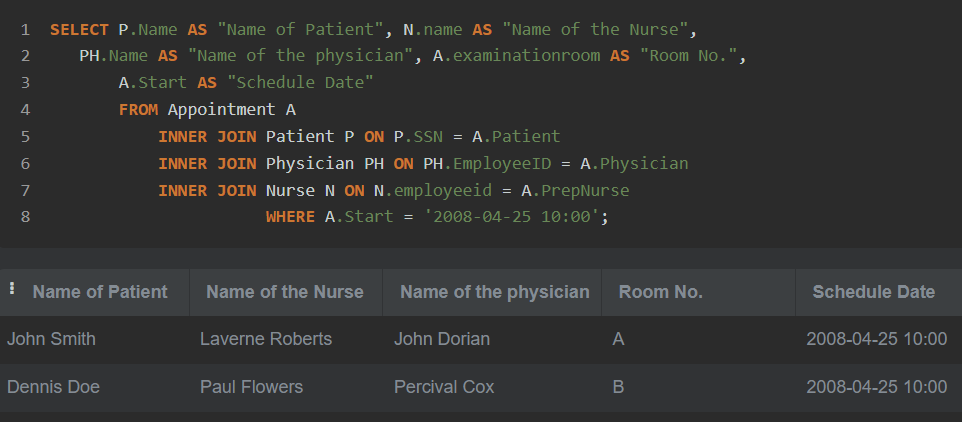 1 SELECT P.Name AS "Name of Patient", N.name AS "Name of the Nurse",
2 PH.Name AS "Name of the physician", A.examinationroom AS "Room No.",
3 A.Start AS "Schedule Date"
4 FROM Appointment A
5 INNER JOIN Patient P ON P.SSN = A.Patient
6 INNER JOIN Physician PH ON PH.EmployeeID = A.Physician
7 INNER JOIN Nurse N ON N.employeeid = A.PrepNurse
8 WHERE A.Start = '2008-04-25 10:00';
Name of Patient Name of the Nurse Name of the physician Room No. Schedule Date
John Smith Laverne Roberts John Dorian A 2008-04-25 10:00
Dennis Doe Paul Flowers Percival Cox B 2008-04-25 10:00